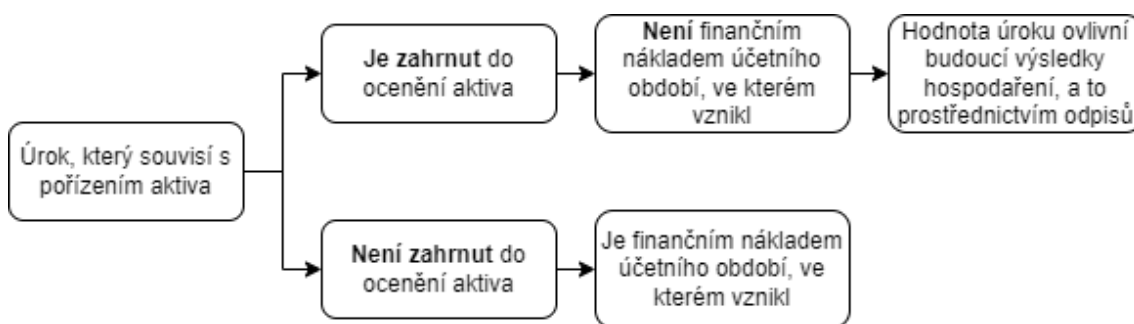 Úrok, který souvisí s
pořízením aktiva
Je zahrnut do
ocenění aktiva
Není finančním
nákladem účetního
období, ve kterém
vznikl
Hodnota úroku ovlivní
budoucí výsledky
hospodaření, a to
prostřednictvím odpisů
Není zahrnut do
ocenění aktiva
Je finančním nákladem
účetního období, ve
kterém vznikl